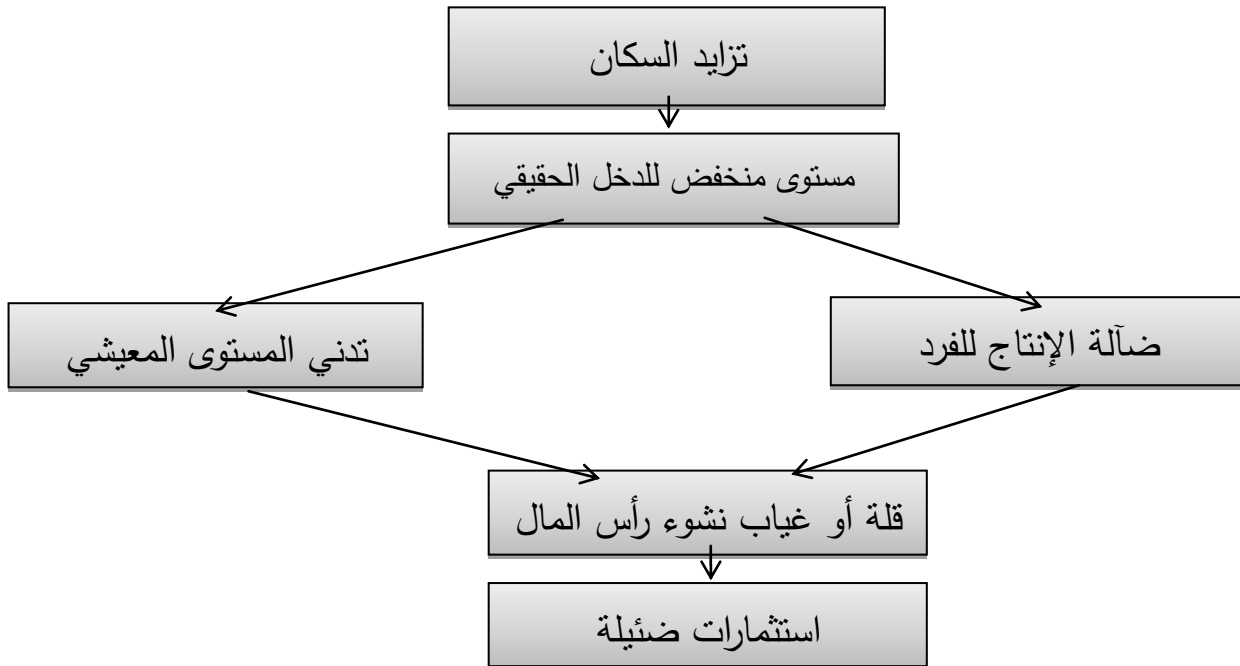 تزايد السكان
مستوى منخفض للدخل الحقيقي
ضآلة الإنتاج للفرد
تدني المستوى المعيشي
قلة أو غياب نشوء رأس المال
استثمارات ضئيلة